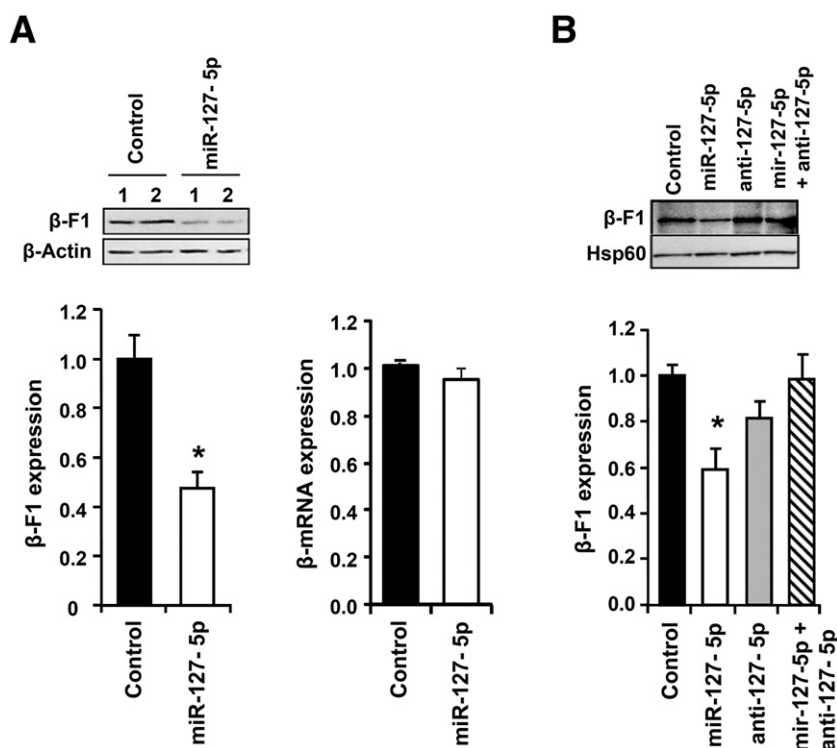 A
Control
miR-127- 5p
1 2 1 2
β-F1
β-Actin
β-F1 expression
1.2
1.0
0.8
0.6
0.4
0.2
0
*
Control
miR-127- 5p
β-mRNA expression
1.2
1.0
0.8
0.6
0.4
0.2
0.0
Control
miR-127- 5p
B
Control
miR-127-5p
anti-127-5p
mir-127-5p
+ anti-127-5p
β-F1
Hsp60
β-F1 expression
1.2
1.0
0.8
0.6
0.4
0.2
0.0
*
Control
miR-127- 5p
anti-127- 5p
mir-127-5p +
anti-127- 5p